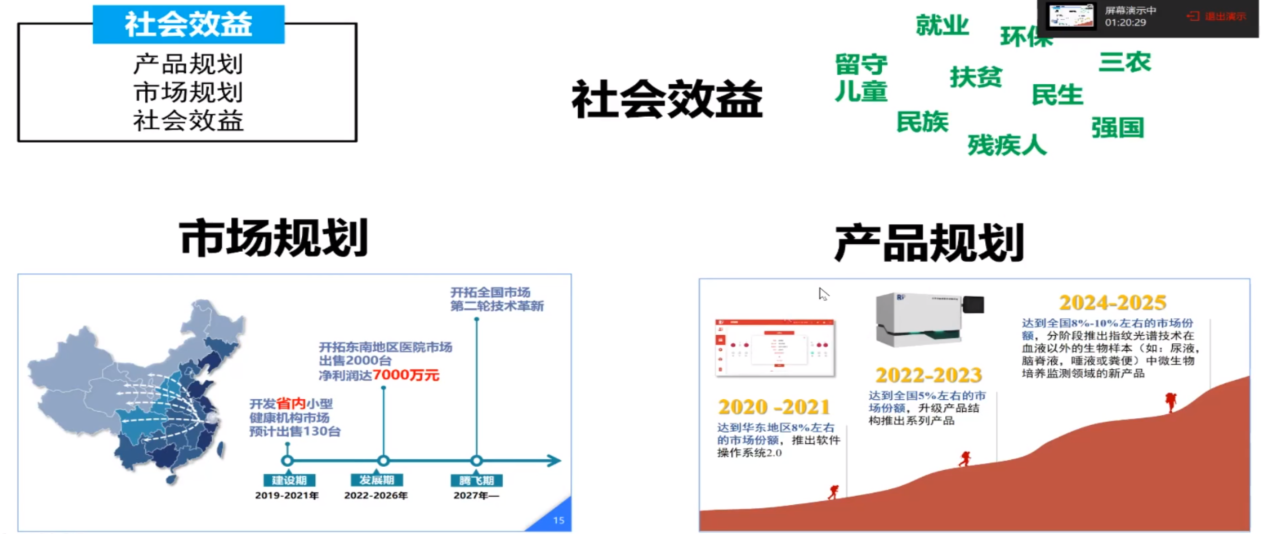 社会效益
产品规划
市场规划
社会效益
社会效益
就业
环保
留守
儿童
扶贫
三农
民生
民族
强国
残疾人
屏幕演示中
01:20:29
退出演示
市场规划
开拓全国市场
第二轮技术革新
开拓东南地区医院市场
出售2000台
净利润达7000万元
开发省内小型
健康机构市场
预计出售130台
建设期
发展期
腾飞期
2019-2021年
2022-2026年
2027年—
15
产品规划
2020 -2021
达到华东地区8%左右
的市场份额，推出软件
操作系统2.0
2022-2023
达到全国5%左右的市
场份额，升级产品结
构推出系列产品
2024-2025
达到全国8%-10%左右的市场份
额，分阶段推出指纹光谱技术在
血液以外的生物样本（如：尿液，
脑脊液，唾液或粪便）中微生物
培养监测领域的新产品